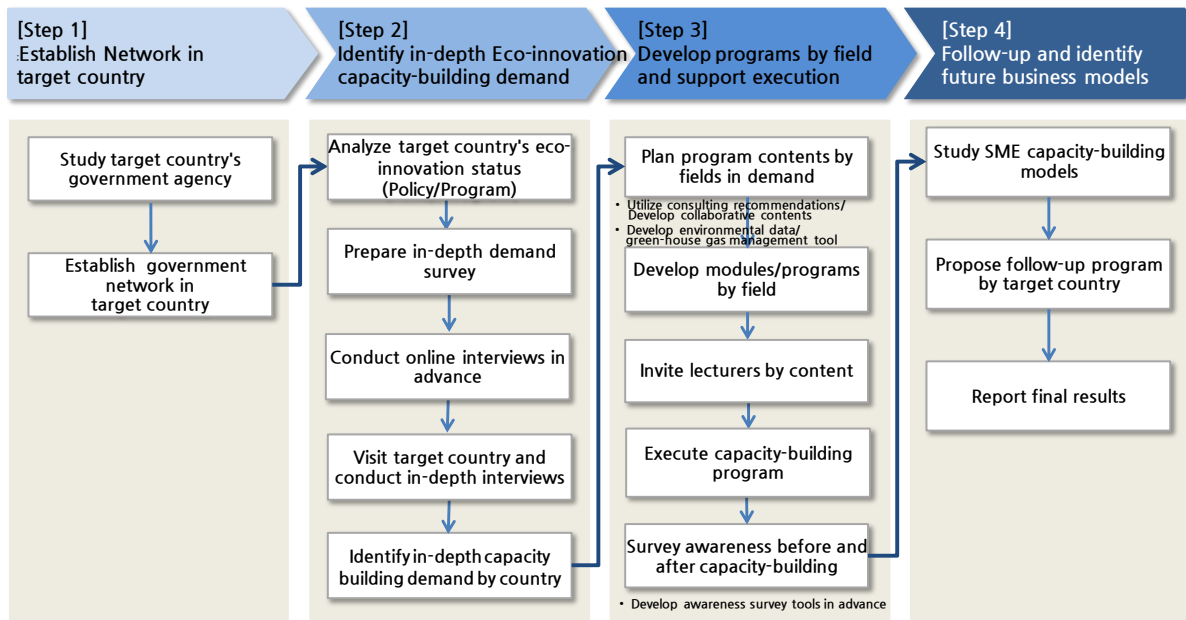 [Step 1]
Establish Network in
target country
[Step 2]
Identify in-depth Eco-innovation
capacity-building demand
[Step 3]
Develop programs by field
and support execution
[Step 4]
Follow-up and identify
future business models
Study target country's
government agency
Establish government
network in
target country
Analyze target country's eco-
innovation status
(Policy/Program)
Prepare in-depth demand
survey
Conduct online interviews in
advance
Visit target country and
conduct in-depth interviews
Identify in-depth capacity
building demand by country
Plan program contents by
fields in demand
• Utilize consulting recommendations/
Develop collaborative contents
• Develop environmental data/
green-house gas management tool
Develop modules/programs
by field
Invite lecturers by content
Execute capacity-building
program
Survey awareness before and
after capacity-building
• Develop awareness survey tools in advance
Study SME capacity-building
models
Propose follow-up program
by target country
Report final results